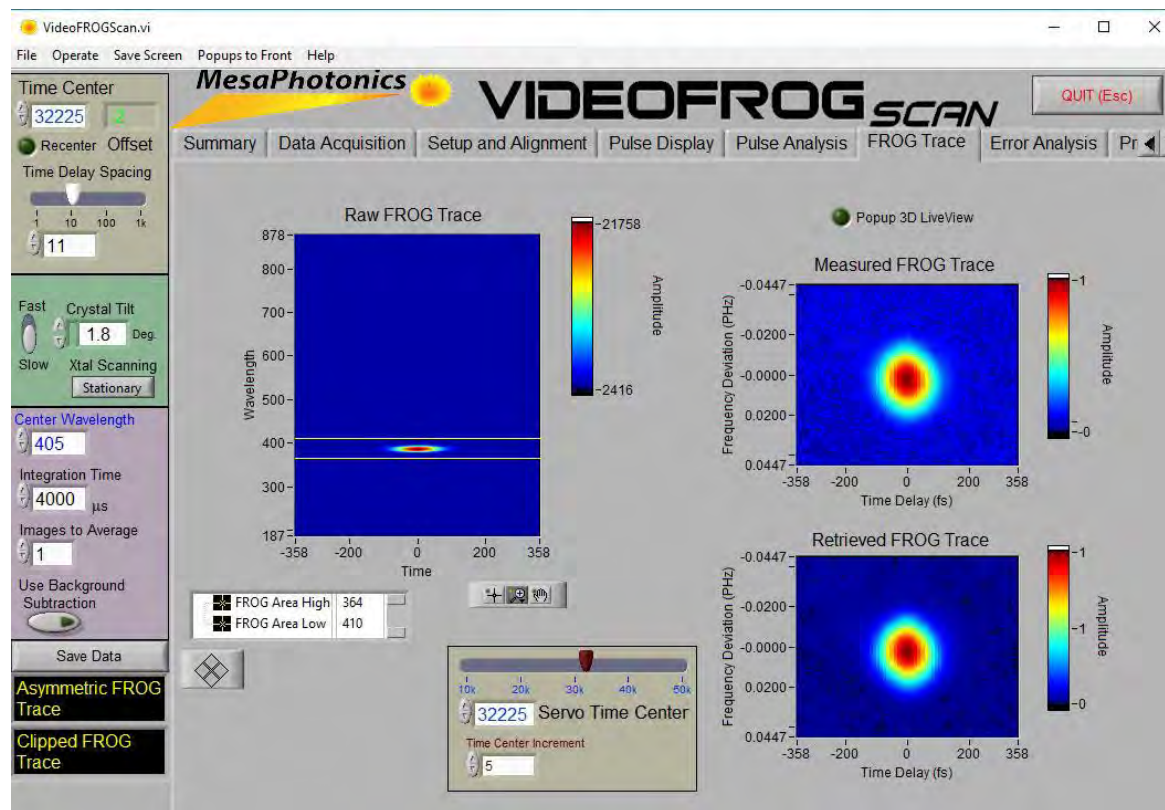 VideoFROGScan.vi
File Operate Save Screen Popups to Front Help
MesaPhotonics
VIDEOFROG SCAN
QUIT (Esc)
Summary Data Acquisition Setup and Alignment Pulse Display Pulse Analysis FROG Trace Error Analysis Pr
Time Center
32225 2
Recenter Offset
Time Delay Spacing
1 10 100 1k
11
Fast Crystal Tilt
1.8 Deg.
Slow Xtal Scanning
Stationary
Center Wavelength
405
Integration Time
4000 µs
Images to Average
1
Use Background
Subtraction
Save Data
Asymmetric FROG
Trace
Clipped FROG
Trace
Raw FROG Trace
878
800
700
600
500
400
300
187
Wavelength
-358 -200 0 200 358
Time
21758
2416
Amplitude
FROG Area High 364
FROG Area Low 410
10k 20k 30k 40k 50k
32225 Servo Time Center
Time Center Increment
5
Popup 3D LiveView
Measured FROG Trace
-0.0447
-0.0200
-0.0000
0.0200
0.0447
Frequency Deviation (PHz)
-358 -200 0 200 358
Time Delay (fs)
-1
-0
Amplitude
Retrieved FROG Trace
-0.0447
-0.0200
-0.0000
0.0200
0.0447
Frequency Deviation (PHz)
-358 -200 0 200 358
Time Delay (fs)
-1
-1
-0
Amplitude